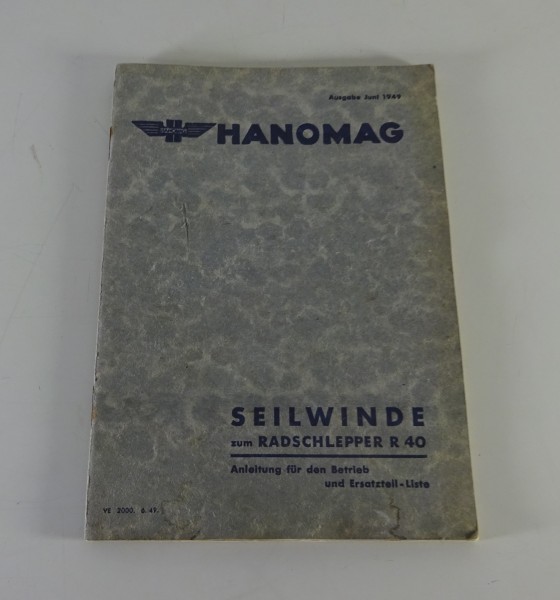 Ausgabe Juni 1949
HANOMAG
SEILWINDE
zum RADSCHLEPPER R 40
Anleitung für den Betrieb
und Ersatzteil-Liste
VE 2000. 6.49.